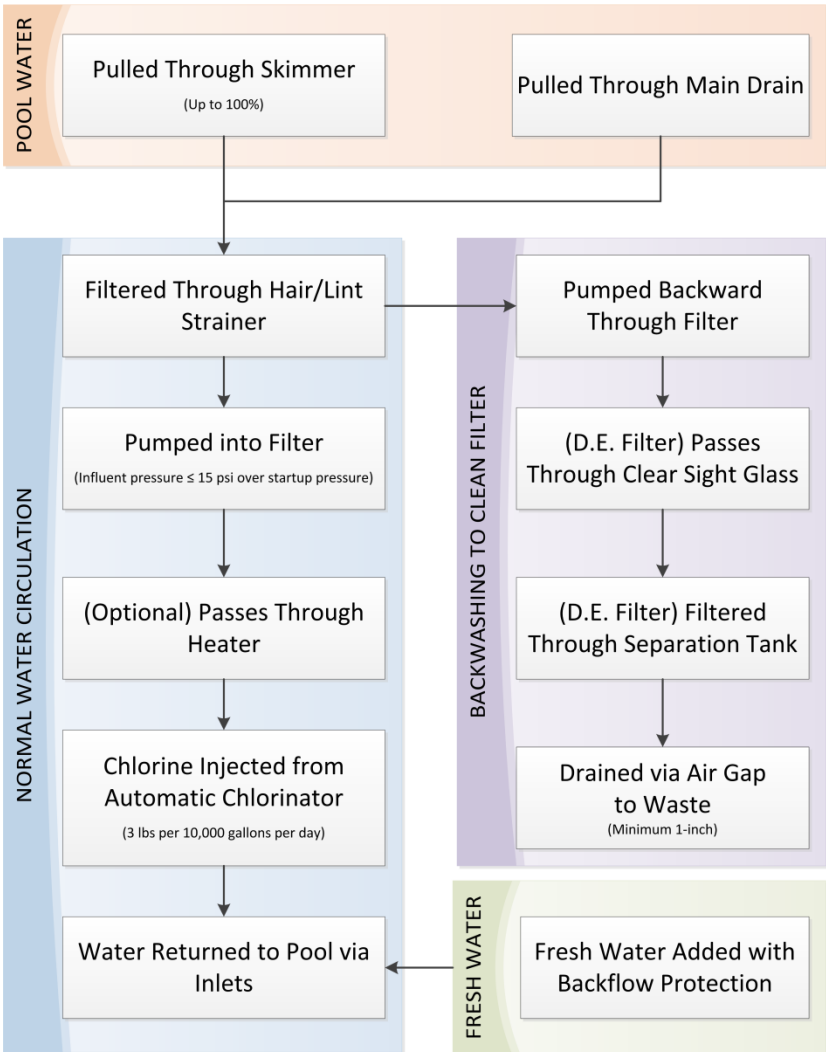 POOL WATER
Pulled Through Skimmer
(Up to 100%)
Pulled Through Main Drain
NORMAL WATER CIRCULATION
Filtered Through Hair/Lint
Strainer
Pumped into Filter
(Influent pressure ≤ 15 psi over startup pressure)
(Optional) Passes Through
Heater
Chlorine Injected from
Automatic Chlorinator
(3 lbs per 10,000 gallons per day)
Water Returned to Pool via
Inlets
BACKWASHING TO CLEAN FILTER
Pumped Backward
Through Filter
(D.E. Filter) Passes
Through Clear Sight Glass
(D.E. Filter) Filtered
Through Separation Tank
Drained via Air Gap
to Waste
(Minimum 1-inch)
FRESH WATER
Fresh Water Added with
Backflow Protection